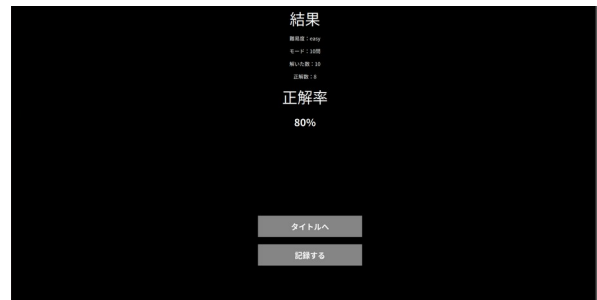 結果
難易度：easy
モード：10問
解いた数：10
正解数：8
正解率
80%
タイトルへ
記録する